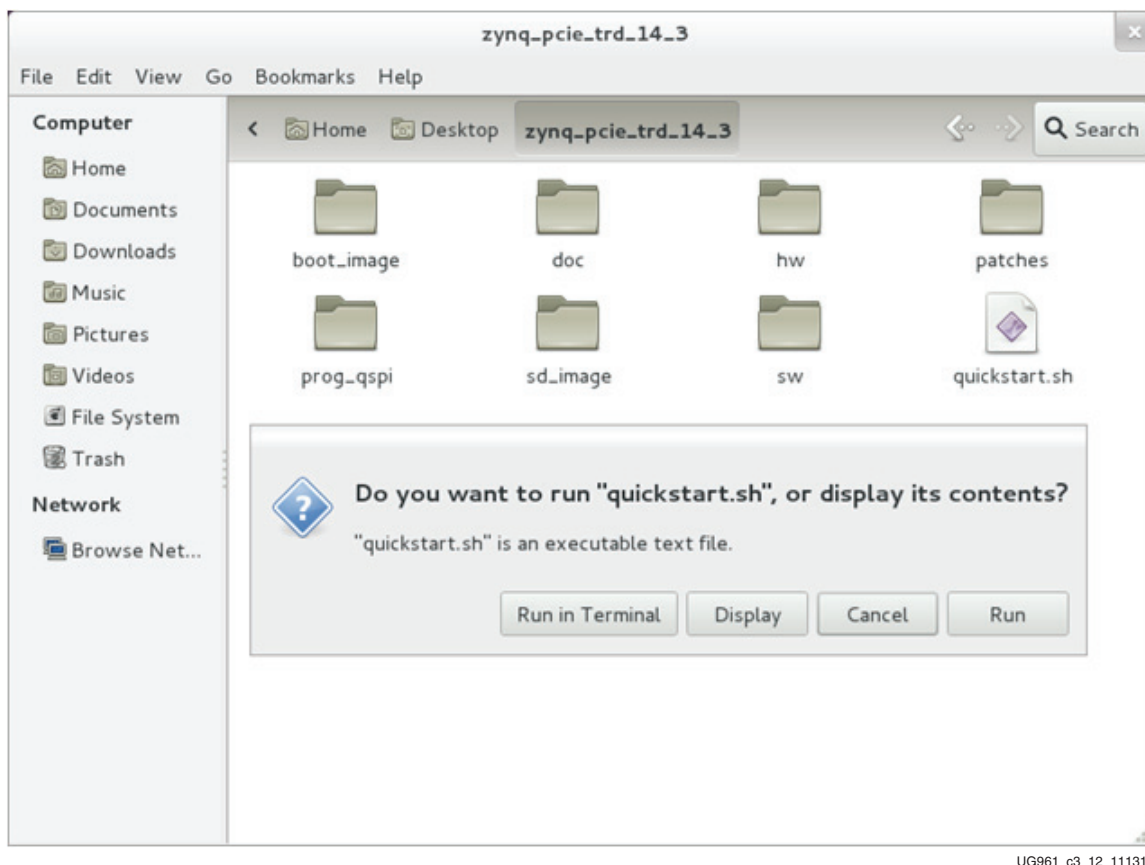 zynq_pcie_trd_14_3
File Edit View Go Bookmarks Help
Computer
Home
Documents
Downloads
Music
Pictures
Videos
File System
Trash
Network
Browse Net...
Home Desktop zynq_pcie_trd_14_3 Search
boot_image doc hw patches
prog_qspi sd_image sw quickstart.sh
Do you want to run "quickstart.sh", or display its contents?
"quickstart.sh" is an executable text file.
Run in Terminal Display Cancel Run